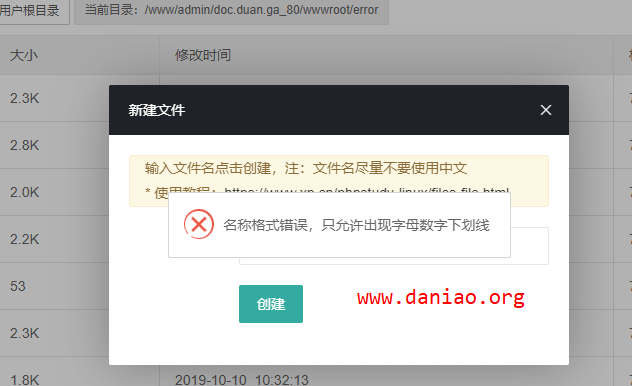 用户根目录 当前目录：/www/admin/doc.duan.ga_80/wwwroot/error
大小 修改时间
2.3K
新建文件
2.8K
输入文件名点击创建，注：文件名尽量不要使用中文
2.0K
* 使用教程：https://www.xp.cn/phpstudy-linux/files-file.html
名称格式错误，只允许出现字母数字下划线
2.2K
53
创建
www.daniao.org
2.3K
1.8K 2019-10-10 10:32:13